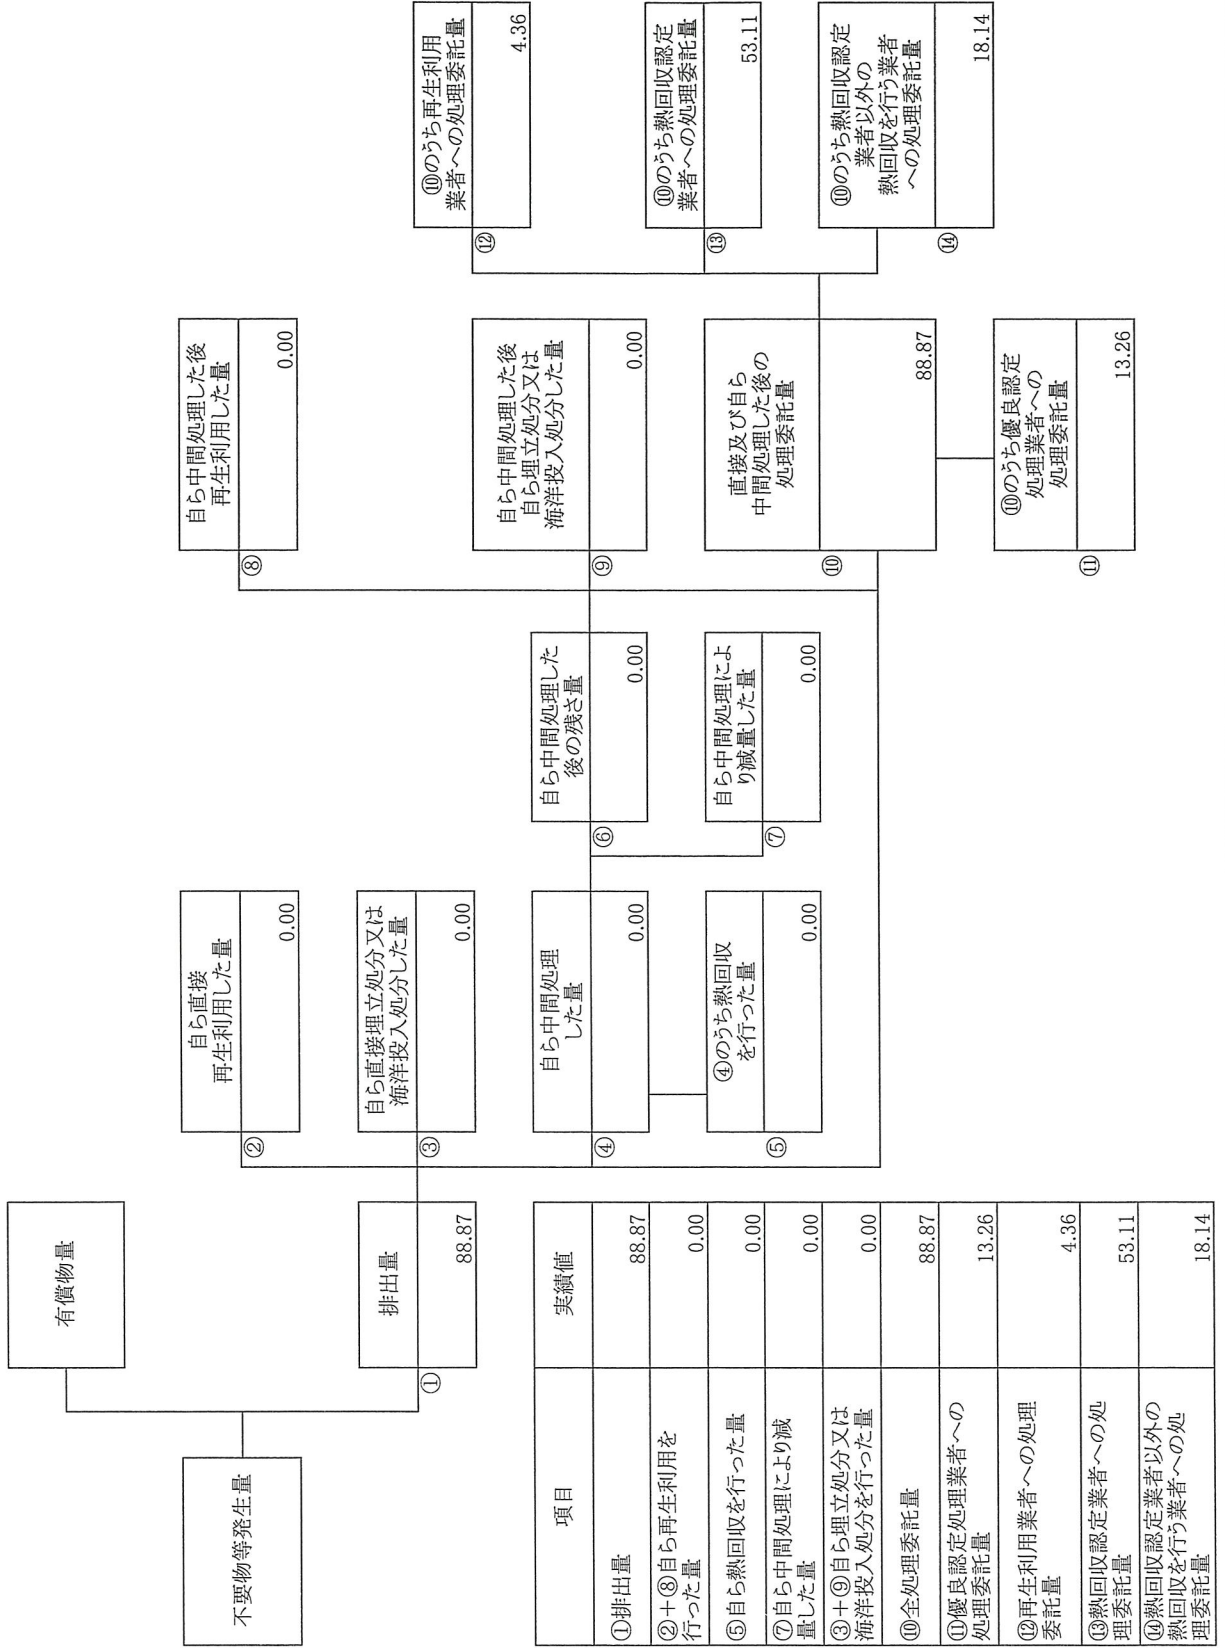 不要物等発生量
有償物量
排出量
①
88.87
自ら直接
再生利用した量
②
0.00
自ら直接埋立処分又は
海洋投入処分した量
③
0.00
自ら中間処理
した量
④
0.00
④のうち熱回収
を行った量
⑤
0.00
自ら中間処理した
後の残さ量
⑥
0.00
自ら中間処理によ
り減量した量
⑦
0.00
自ら中間処理した後
再生利用した量
⑧
0.00
自ら中間処理した後
自ら埋立処分又は
海洋投入処分した量
⑨
0.00
直接及び自ら
中間処理した後の
処理委託量
⑩
88.87
⑩のうち優良認定
処理業者への
処理委託量
⑪
13.26
⑩のうち再生利用
業者への処理委託量
⑫
4.36
⑩のうち熱回収認定
業者への処理委託量
⑬
53.11
⑩のうち熱回収認定
業者以外の
熱回収を行う業者
への処理委託量
⑭
18.14
項目
実績値
①排出量
88.87
②+⑧自ら再生利用を
行った量
0.00
⑤自ら熱回収を行った量
0.00
⑦自ら中間処理により減
量した量
0.00
③+⑨自ら埋立処分又は
海洋投入処分を行った量
0.00
⑩全処理委託量
88.87
⑪優良認定処理業者への
処理委託量
13.26
⑫再生利用業者への処理
委託量
4.36
⑬熱回収認定業者への処
理委託量
53.11
⑭熱回収認定業者以外の
熱回収を行う業者への処
理委託量
18.14